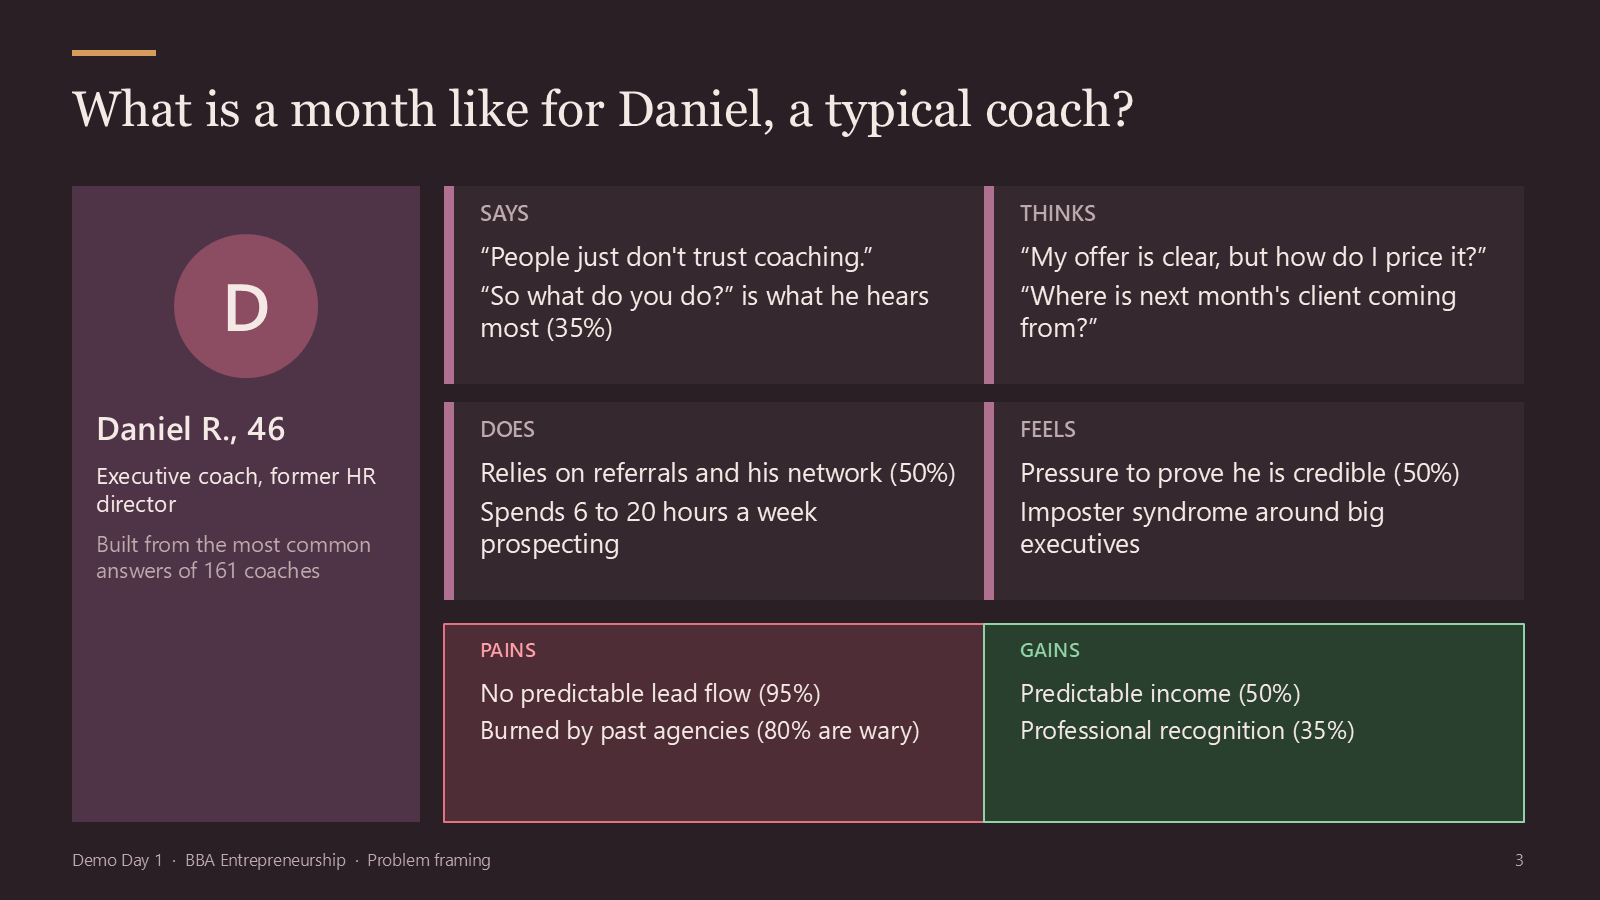 What is a month like for Daniel, a typical coach?
D
Daniel R., 46
Executive coach, former HR
director
Built from the most common
answers of 161 coaches
SAYS
“People just don't trust coaching.”
“So what do you do?” is what he hears
most (35%)
THINKS
“My offer is clear, but how do I price it?”
“Where is next month's client coming
from?”
DOES
Relies on referrals and his network (50%)
Spends 6 to 20 hours a week
prospecting
FEELS
Pressure to prove he is credible (50%)
Imposter syndrome around big
executives
PAINS
No predictable lead flow (95%)
Burned by past agencies (80% are wary)
GAINS
Predictable income (50%)
Professional recognition (35%)
Demo Day 1 · BBA Entrepreneurship · Problem framing
3